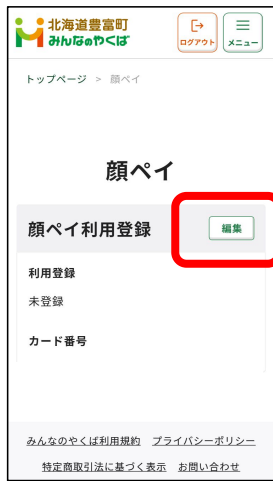 北海道豊富町
みんなのやくば
ログアウト
メニュー
トップページ > 顔ペイ
顔ペイ
顔ペイ利用登録
編集
利用登録
未登録
カード番号
みんなのやくば利用規約 プライバシーポリシー
特定商取引法に基づく表示 お問い合わせ